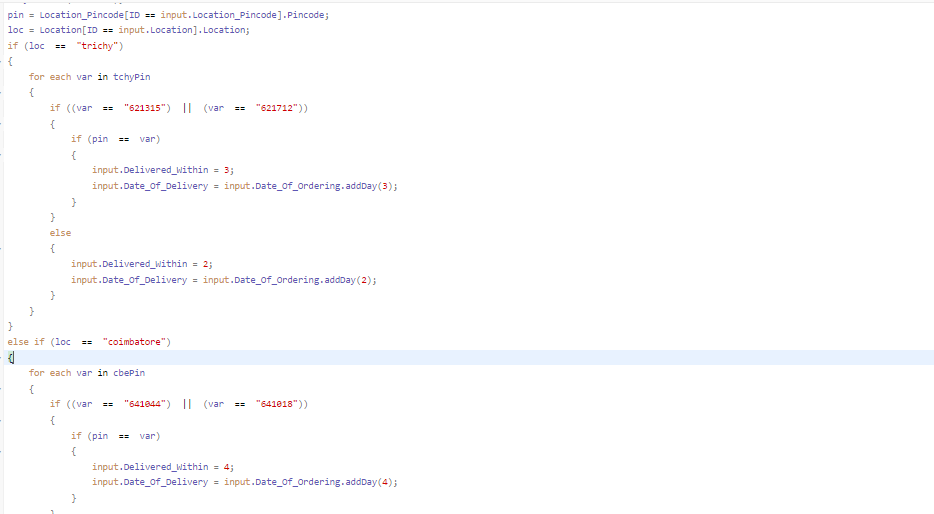 pin = Location_Pincode[ID == input.Location_Pincode].Pincode;
loc = Location[ID == input.Location].Location;
if (loc == "trichy")
{
for each var in tchyPin
{
if ((var == "621315") || (var == "621712"))
{
if (pin == var)
{
input.Delivered_Within = 3;
input.Date_Of_Delivery = input.Date_Of_Ordering.addDay(3);
}
}
else
{
input.Delivered_Within = 2;
input.Date_Of_Delivery = input.Date_Of_Ordering.addDay(2);
}
}
}
else if (loc == "coimbatore")
{
for each var in cbePin
{
if ((var == "641044") || (var == "641018"))
{
if (pin == var)
{
input.Delivered_Within = 4;
input.Date_Of_Delivery = input.Date_Of_Ordering.addDay(4);
}